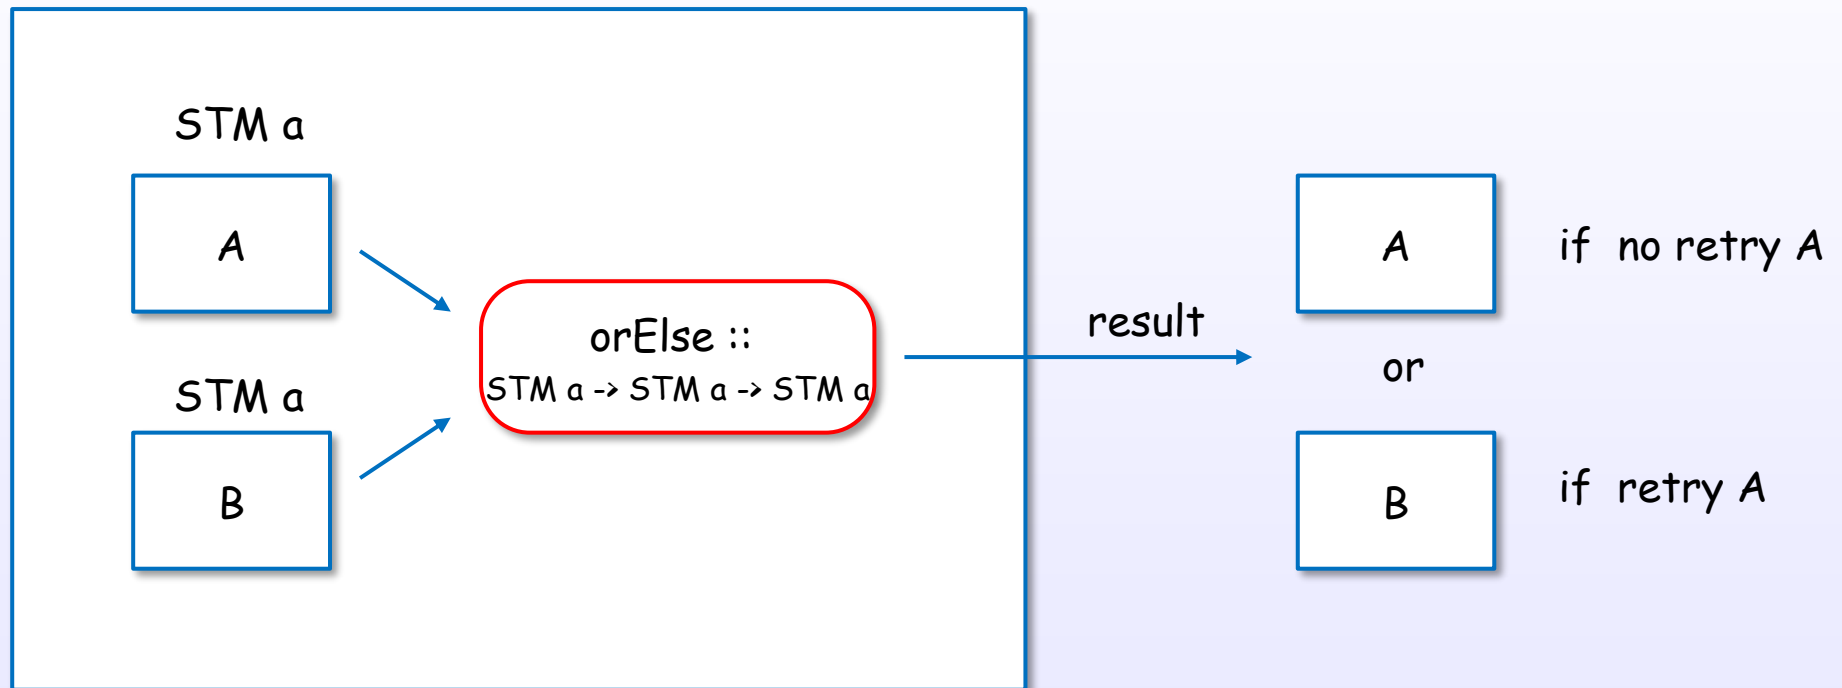 STM a
A
STM a
B
orElse ::
STM a -> STM a -> STM a
result
A
if no retry A
or
B
if retry A